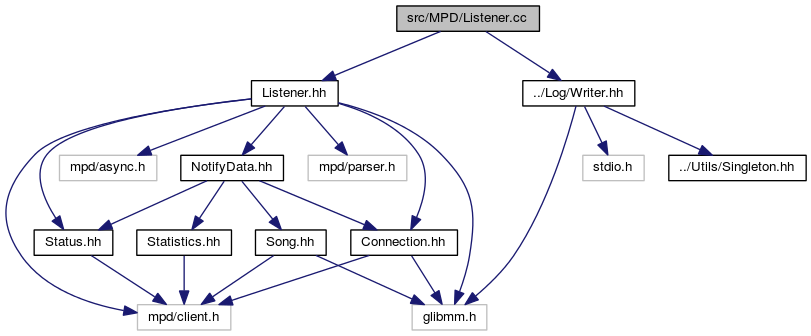 src/MPD/Listener.cc
Listener.hh
../Log/Writer.hh
mpd/async.h
NotifyData.hh
mpd/parser.h
stdio.h
../Utils/Singleton.hh
Status.hh
Statistics.hh
Song.hh
Connection.hh
mpd/client.h
glibmm.h